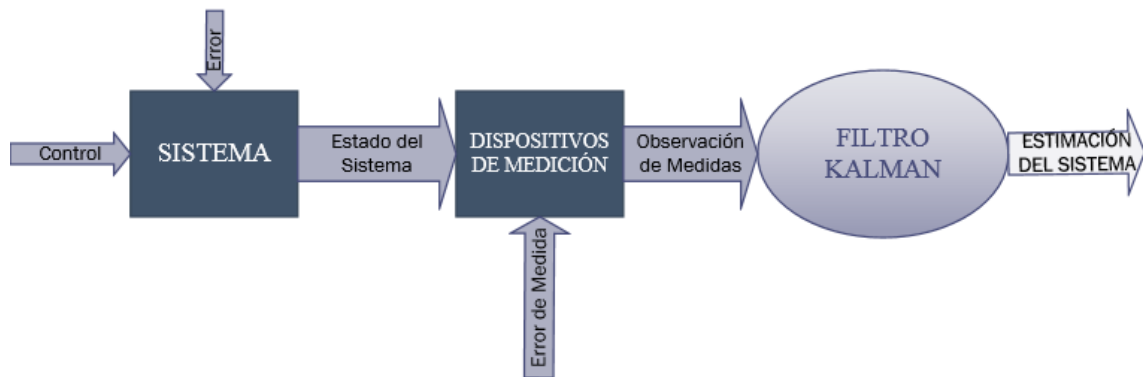 Error
Control
SISTEMA
Estado del
Sistema
DISPOSITIVOS
DE MEDICIÓN
Observación
de Medidas
FILTRO
KALMAN
ESTIMACIÓN
DEL SISTEMA
Error de Medida